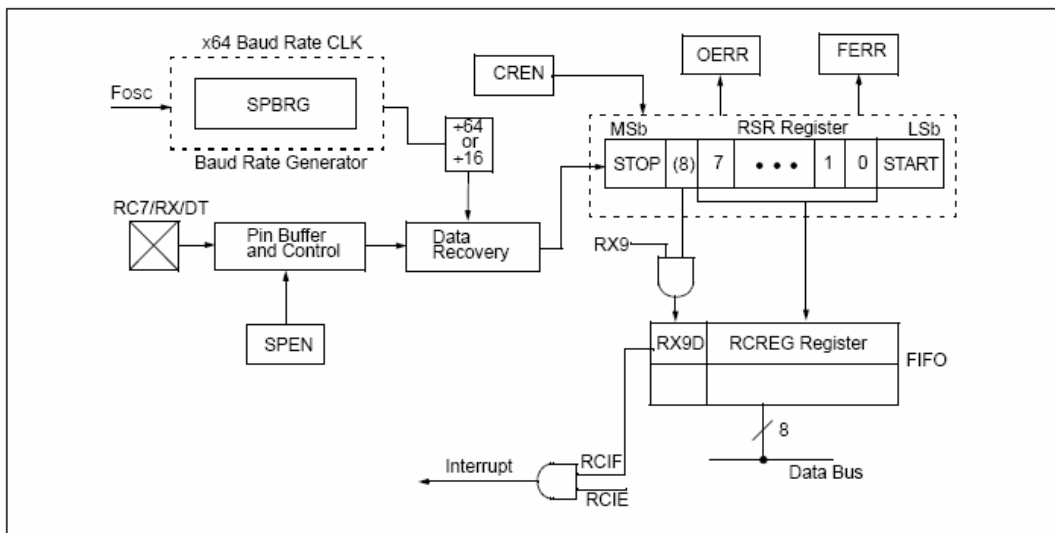 x64 Baud Rate CLK
OERR
FERR
CREN
Fosc
SPBRG
MSb
RSR Register
LSb
+64
or
+16
Baud Rate Generator
STOP
(8)
7
• • •
1
0
START
RC7/RX/DT
Pin Buffer
and Control
Data
Recovery
RX9
SPEN
RX9D
RCREG Register
FIFO
8
Interrupt
RCIF
RCIE
Data Bus